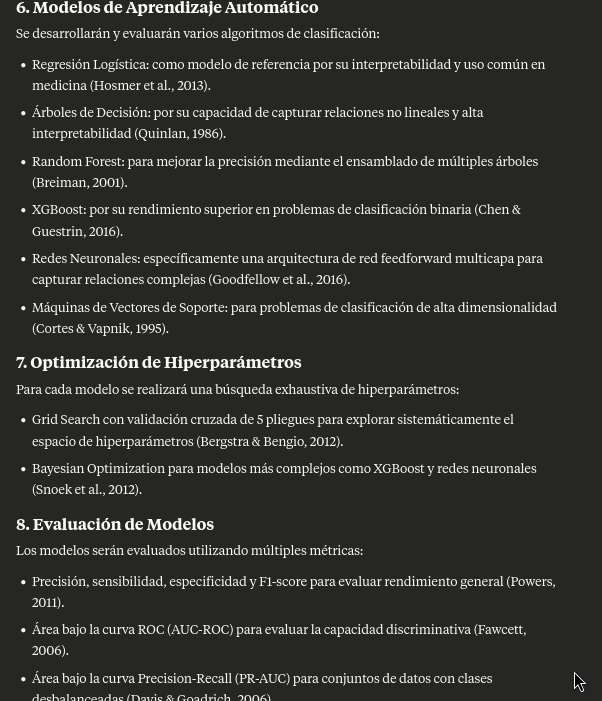 6. Modelos de Aprendizaje Automático
Se desarrollarán y evaluarán varios algoritmos de clasificación:
• Regresión Logística: como modelo de referencia por su interpretabilidad y uso común en
medicina (Hosmer et al., 2013).
• Árboles de Decisión: por su capacidad de capturar relaciones no lineales y alta
interpretabilidad (Quinlan, 1986).
• Random Forest: para mejorar la precisión mediante el ensamblado de múltiples árboles
(Breiman, 2001).
• XGBoost: por su rendimiento superior en problemas de clasificación binaria (Chen &
Guestrin, 2016).
• Redes Neuronales: específicamente una arquitectura de red feedforward multicapa para
capturar relaciones complejas (Goodfellow et al., 2016).
• Máquinas de Vectores de Soporte: para problemas de clasificación de alta dimensionalidad
(Cortes & Vapnik, 1995).
7. Optimización de Hiperparámetros
Para cada modelo se realizará una búsqueda exhaustiva de hiperparámetros:
• Grid Search con validación cruzada de 5 pliegues para explorar sistemáticamente el
espacio de hiperparámetros (Bergstra & Bengio, 2012).
• Bayesian Optimization para modelos más complejos como XGBoost y redes neuronales
(Snoek et al., 2012).
8. Evaluación de Modelos
Los modelos serán evaluados utilizando múltiples métricas:
• Precisión, sensibilidad, especificidad y F1-score para evaluar rendimiento general (Powers,
2011).
• Área bajo la curva ROC (AUC-ROC) para evaluar la capacidad discriminativa (Fawcett,
2006).
• Área bajo la curva Precision-Recall (PR-AUC) para conjuntos de datos con clases
desbalanceadas (Davis & Goadrich, 2006).